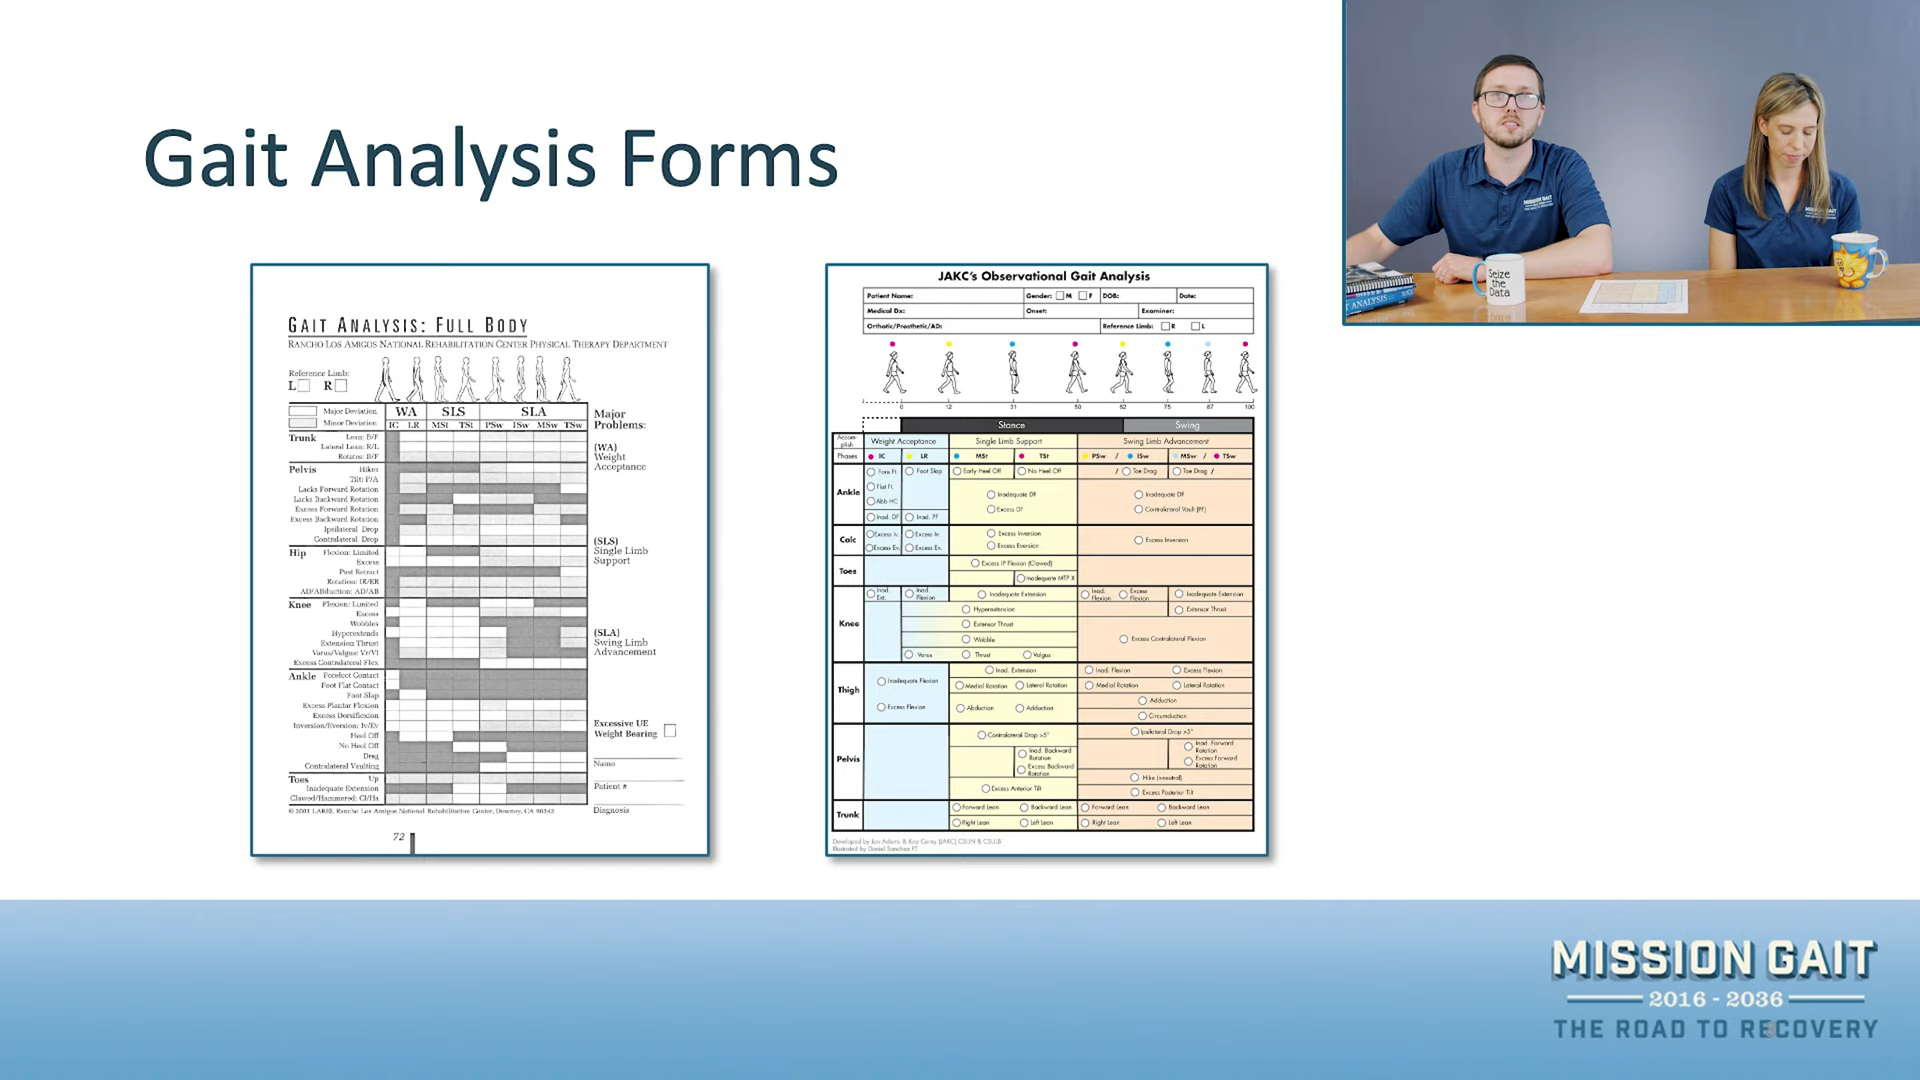 Gait Analysis Forms
GAIT ANALYSIS: FULL BODY
RANCHO LOS AMIGOS NATIONAL REHABILITATION CENTER PHYSICAL THERAPY DEPARTMENT
Reference Limb:
L R
Major Deviation
Minor Deviation
WA SLS SLA
IC LR MSt TSt PSw ISw MSw TSw
Trunk Lean: B/F
Lateral Lean: R/L
Rotates: B/F
Pelvis Hikes
Tilt: P/A
Lacks Forward Rotation
Lacks Backward Rotation
Excess Forward Rotation
Excess Backward Rotation
Ipsilateral Drop
Contralateral Drop
Hip Flexion: Limited
Excess
Past Retract
Rotation: IR/ER
AD/ABduction: AD/AB
Knee Flexion: Limited
Excess
Wobbles
Hyperextends
Extension Thrust
Varus/Valgus: Vr/Vl
Excess Contralateral Flex
Ankle Forefoot Contact
Foot Flat Contact
Foot Slap
Excess Plantar Flexion
Excess Dorsiflexion
Inversion/Eversion: Iv/Ev
Heel Off
No Heel Off
Drag
Contralateral Vaulting
Toes Up
Inadequate Extension
Clawed/Hammered: Cl/Ha
Major
Problems:
(WA)
Weight
Acceptance
(SLS)
Single Limb
Support
(SLA)
Swing Limb
Advancement
Excessive UE
Weight Bearing
Name
Patient #
Diagnosis
© 2001 LAREI, Rancho Los Amigos National Rehabilitation Center, Downey, CA 90242
72
JAKC's Observational Gait Analysis
Patient Name: Gender: M F DOB: Date:
Medical Dx: Onset: Examiner:
Orthotic/Prosthetic/AD: Reference Limb: R L
0 12 31 50 62 75 87 100
Stance Swing
Accom-
plish
Weight Acceptance Single Limb Support Swing Limb Advancement
Phases IC LR MSt TSt PSw / ISw MSw / TSw
Ankle
Fore Ft Foot Slap Early Heel Off No Heel Off / Toe Drag Toe Drag /
Flat Ft.
Abb HC
Inadequate DF Inadequate DF
Excess DF Contralateral Vault (PF)
Inad. DF Inad. PF
Calc
Excess Iv. Excess Iv. Excess Inversion
Excess Ev. Excess Ev. Excess Eversion Excess Inversion
Toes
Excess IP Flexion (Clawed)
Inadequate MTP X
Knee
Inad. Ext. Inad. Flexion Inadequate Extension Inad. Flexion Excess Flexion Inadequate Extension
Hyperextension Extensor Thrust
Extensor Thrust
Wobble Excess Contralateral Flexion
Varus Thrust Valgus
Thigh
Inad. Extension Inad. Flexion Excess Flexion
Inadequate Flexion Medial Rotation Lateral Rotation Medial Rotation Lateral Rotation
Excess Flexion Abduction Adduction Adduction
Circumduction
Pelvis
Contralateral Drop >5° Ipsilateral Drop >5°
Inad. Backward Rotation Inad. Forward Rotation
Excess Backward Rotation Excess Forward Rotation
Hike (>neutral)
Excess Anterior Tilt Excess Posterior Tilt
Trunk
Forward Lean Backward Lean Forward Lean Backward Lean
Right Lean Left Lean Right Lean Left Lean
Developed by Jon Adams & Kay Cerny (JAKC) CSUN & CSULB
Illustrated by Daniel Sanchez PT
MISSION GAIT
MISSION GAIT
Seize
the
Data
MISSION GAIT
2016 - 2036
THE ROAD TO RECOVERY